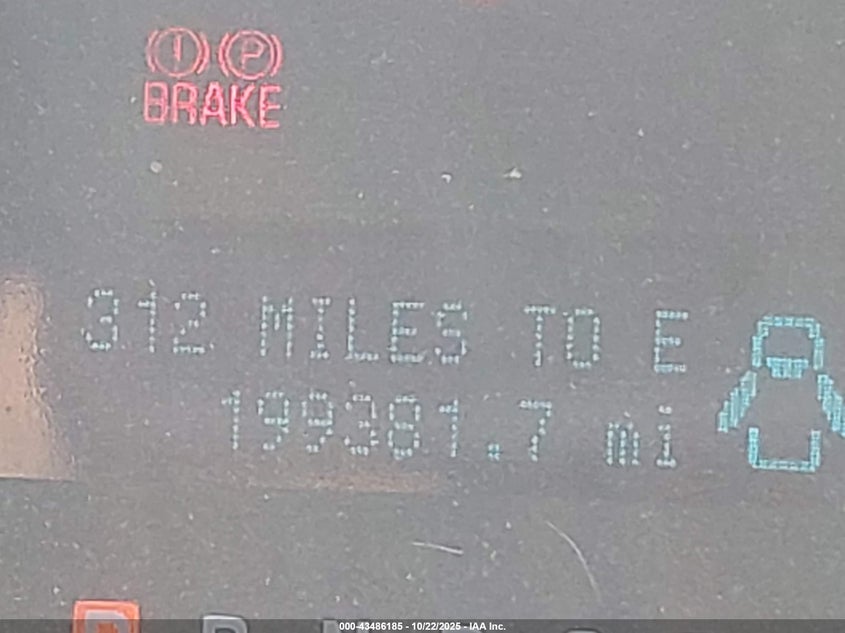 BRAKE
312 MILES TO E
199381.7 mi
P R N
000-43486185 - 10/22/2025 - IAA Inc.